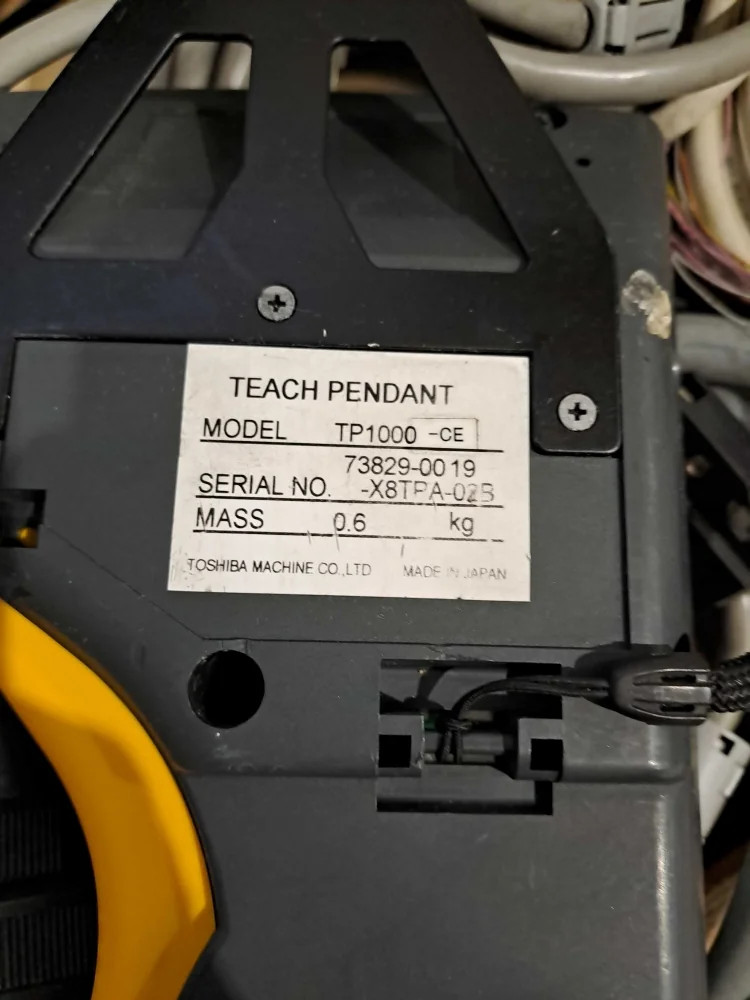 TEACH PENDANT
MODEL TP1000 -CE
73829-0019
SERIAL NO. -X8TPA-02B
MASS 0.6 kg
TOSHIBA MACHINE CO.,LTD MADE IN JAPAN